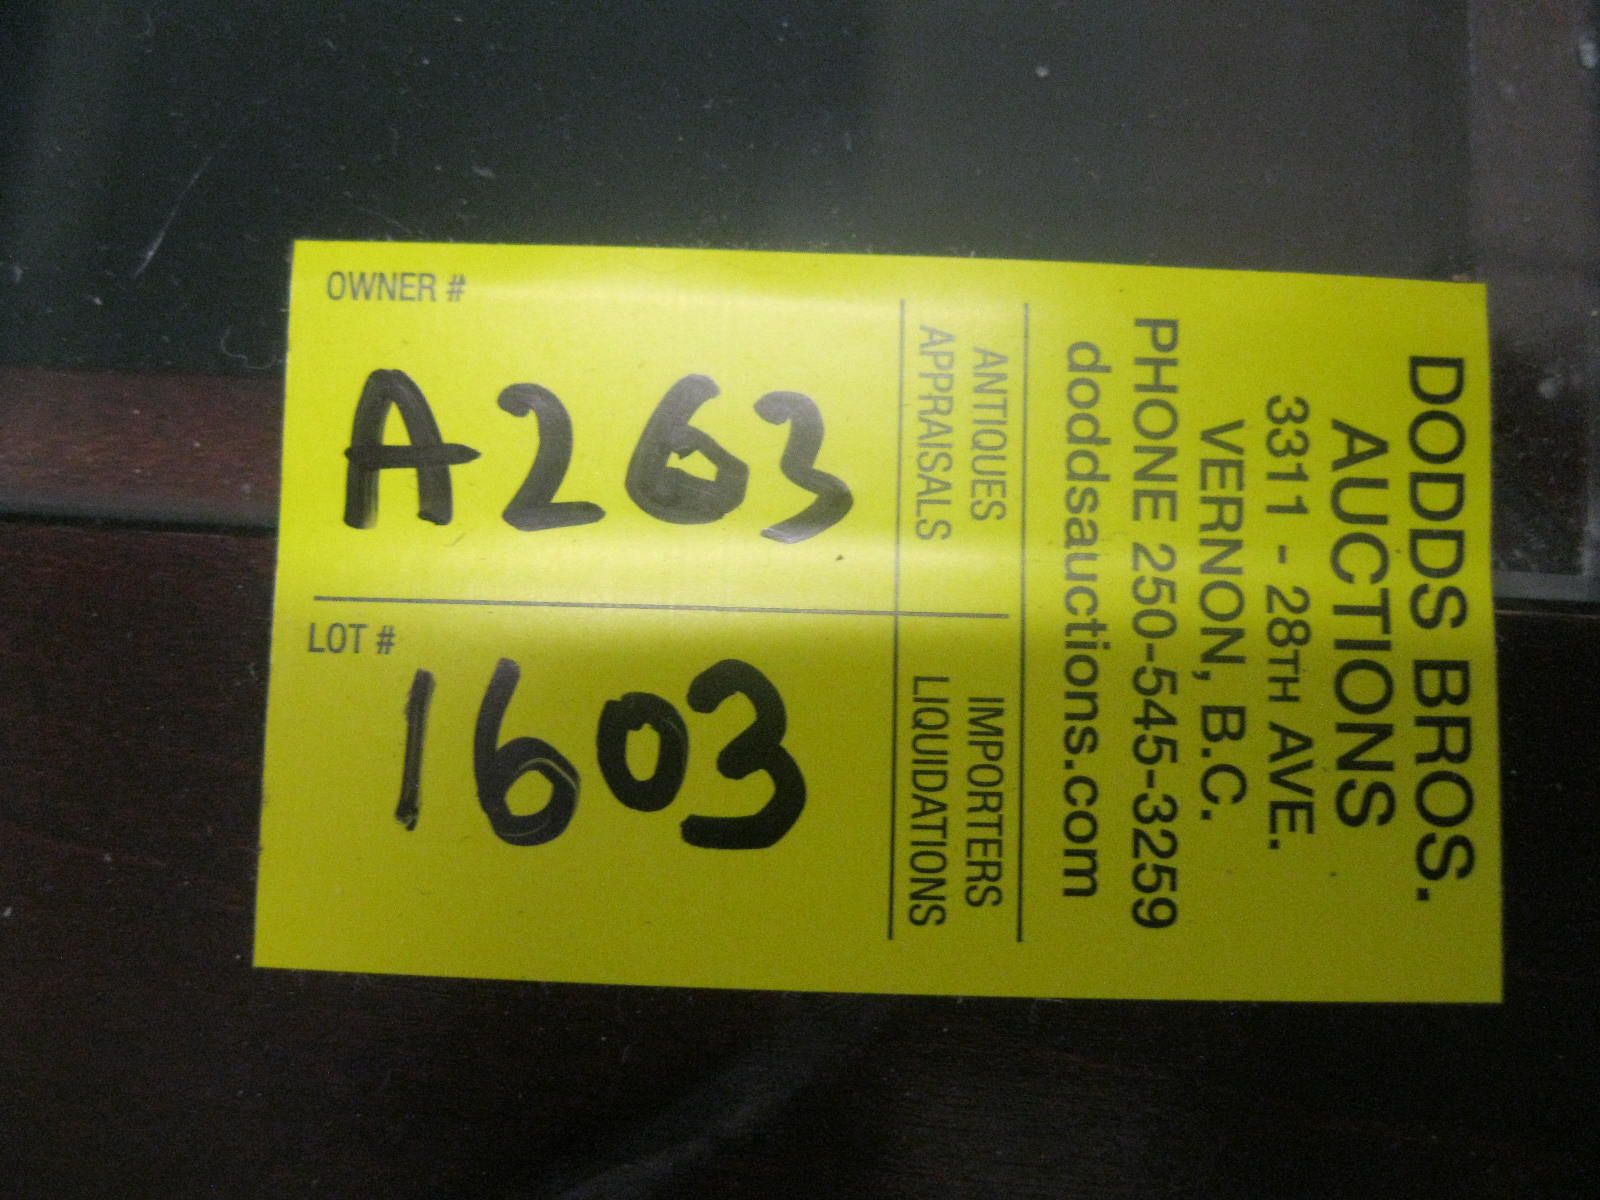 DODDS BROS.
AUCTIONS
3311 - 28TH AVE.
VERNON, B.C.
PHONE 250-545-3259
doddsauctions.com
ANTIQUES
APPRAISALS
IMPORTERS
LIQUIDATIONS
OWNER #
A263
LOT #
1603